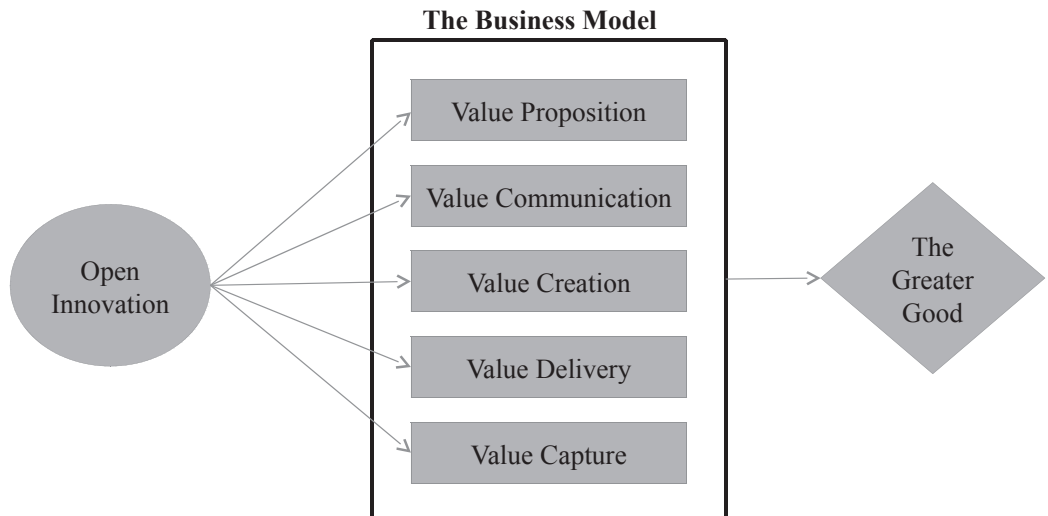 The Business Model
Value Proposition
Value Communication
Open
Innovation
Value Creation
Value Delivery
Value Capture
The
Greater
Good